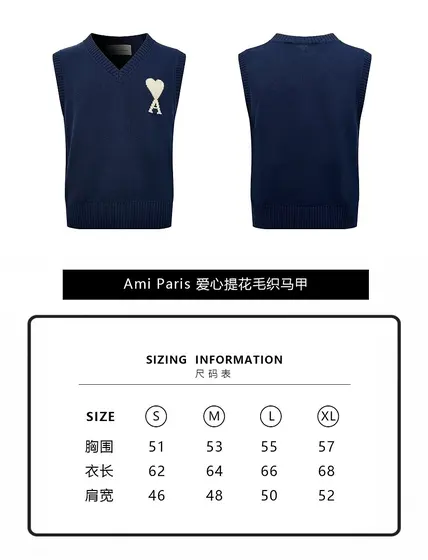 A
Ami Paris 爱心提花毛织马甲
SIZING INFORMATION
尺码表
SIZE S M L XL
胸围 51 53 55 57
衣长 62 64 66 68
肩宽 46 48 50 52